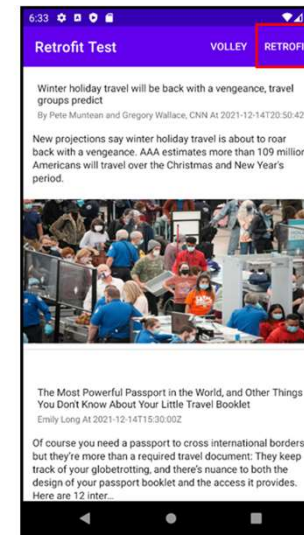 6:33
Retrofit Test
VOLLEY
RETROFI
Winter holiday travel will be back with a vengeance, travel
groups predict
By Pete Muntean and Gregory Wallace, CNN At 2021-12-14T20:50:42
New projections say winter holiday travel is about to roar
back with a vengeance. AAA estimates more than 109 million
Americans will travel over the Christmas and New Year's
period.
The Most Powerful Passport in the World, and Other Things
You Don't Know About Your Little Travel Booklet
Emily Long At 2021-12-14T15:30:00Z
Of course you need a passport to cross international borders
but they're more than a required travel document: They keep
track of your globetrotting, and there's nuance to both the
design of your passport booklet and the access it provides.
Here are 12 inter...